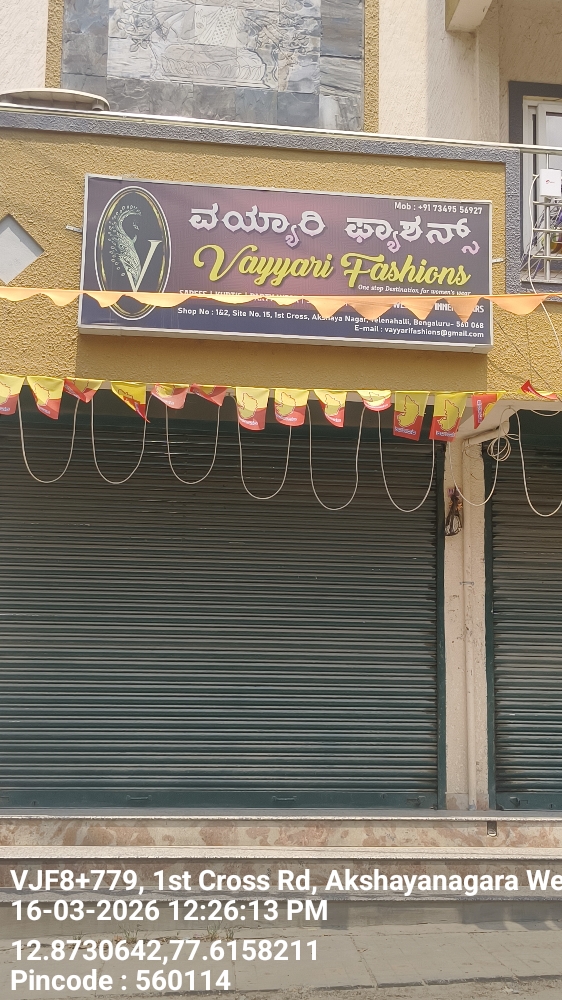 Mob : +91 73495 56927
ವಯ್ಯಾರಿ ಫ್ಯಾಶನ್ಸ್
V
Vayyari Fashions
One stop Destination for women's wear
Shop No : 1&2, Site No. 15, 1st Cross, Akshaya Nagar, Yelenahalli, Bengaluru- 560 068
E-mail : vayyarifashions@gmail.com
VJF8+779, 1st Cross Rd, Akshayanagara We
16-03-2026 12:26:13 PM
12.8730642,77.6158211
Pincode : 560114